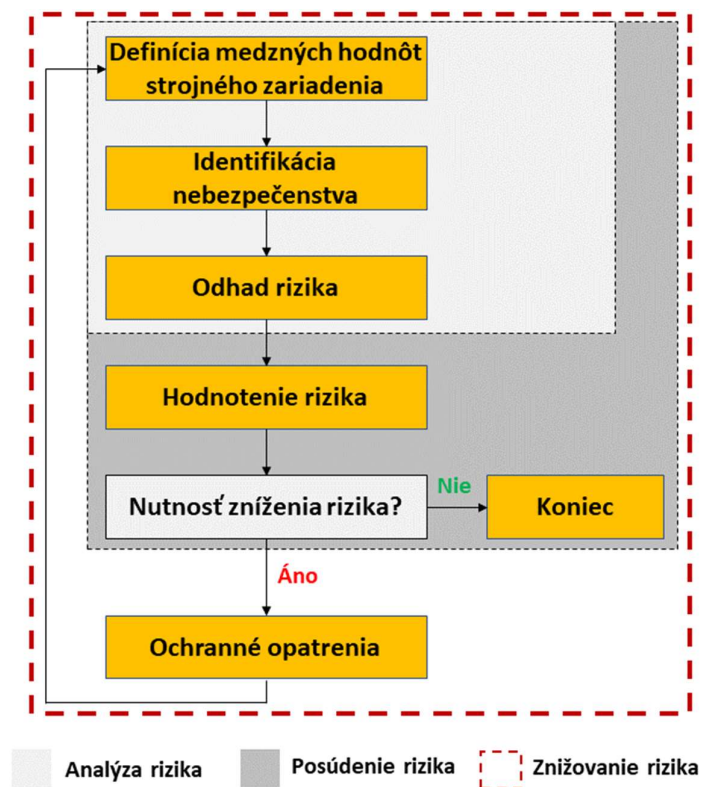 Definícia medzných hodnôt
strojného zariadenia
Identifikácia
nebezpečenstva
Odhad rizika
Hodnotenie rizika
Nutnosť zníženia rizika?
Nie
Koniec
Áno
Ochranné opatrenia
Analýza rizika
Posúdenie rizika
Znižovanie rizika